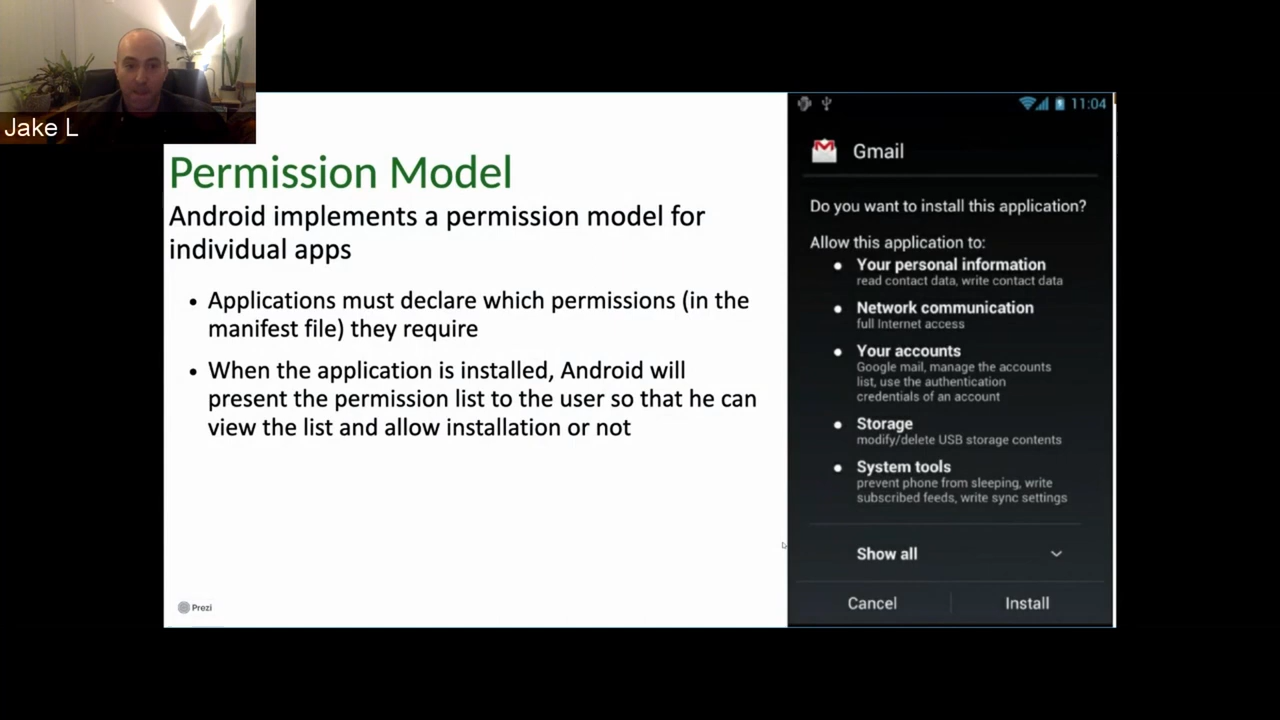 Jake L
Permission Model
Android implements a permission model for
individual apps
• Applications must declare which permissions (in the
manifest file) they require
• When the application is installed, Android will
present the permission list to the user so that he can
view the list and allow installation or not
Prezi
11:04
Gmail
Do you want to install this application?
Allow this application to:
• Your personal information
read contact data, write contact data
• Network communication
full Internet access
• Your accounts
Google mail, manage the accounts
list, use the authentication
credentials of an account
• Storage
modify/delete USB storage contents
• System tools
prevent phone from sleeping, write
subscribed feeds, write sync settings
Show all
Cancel
Install